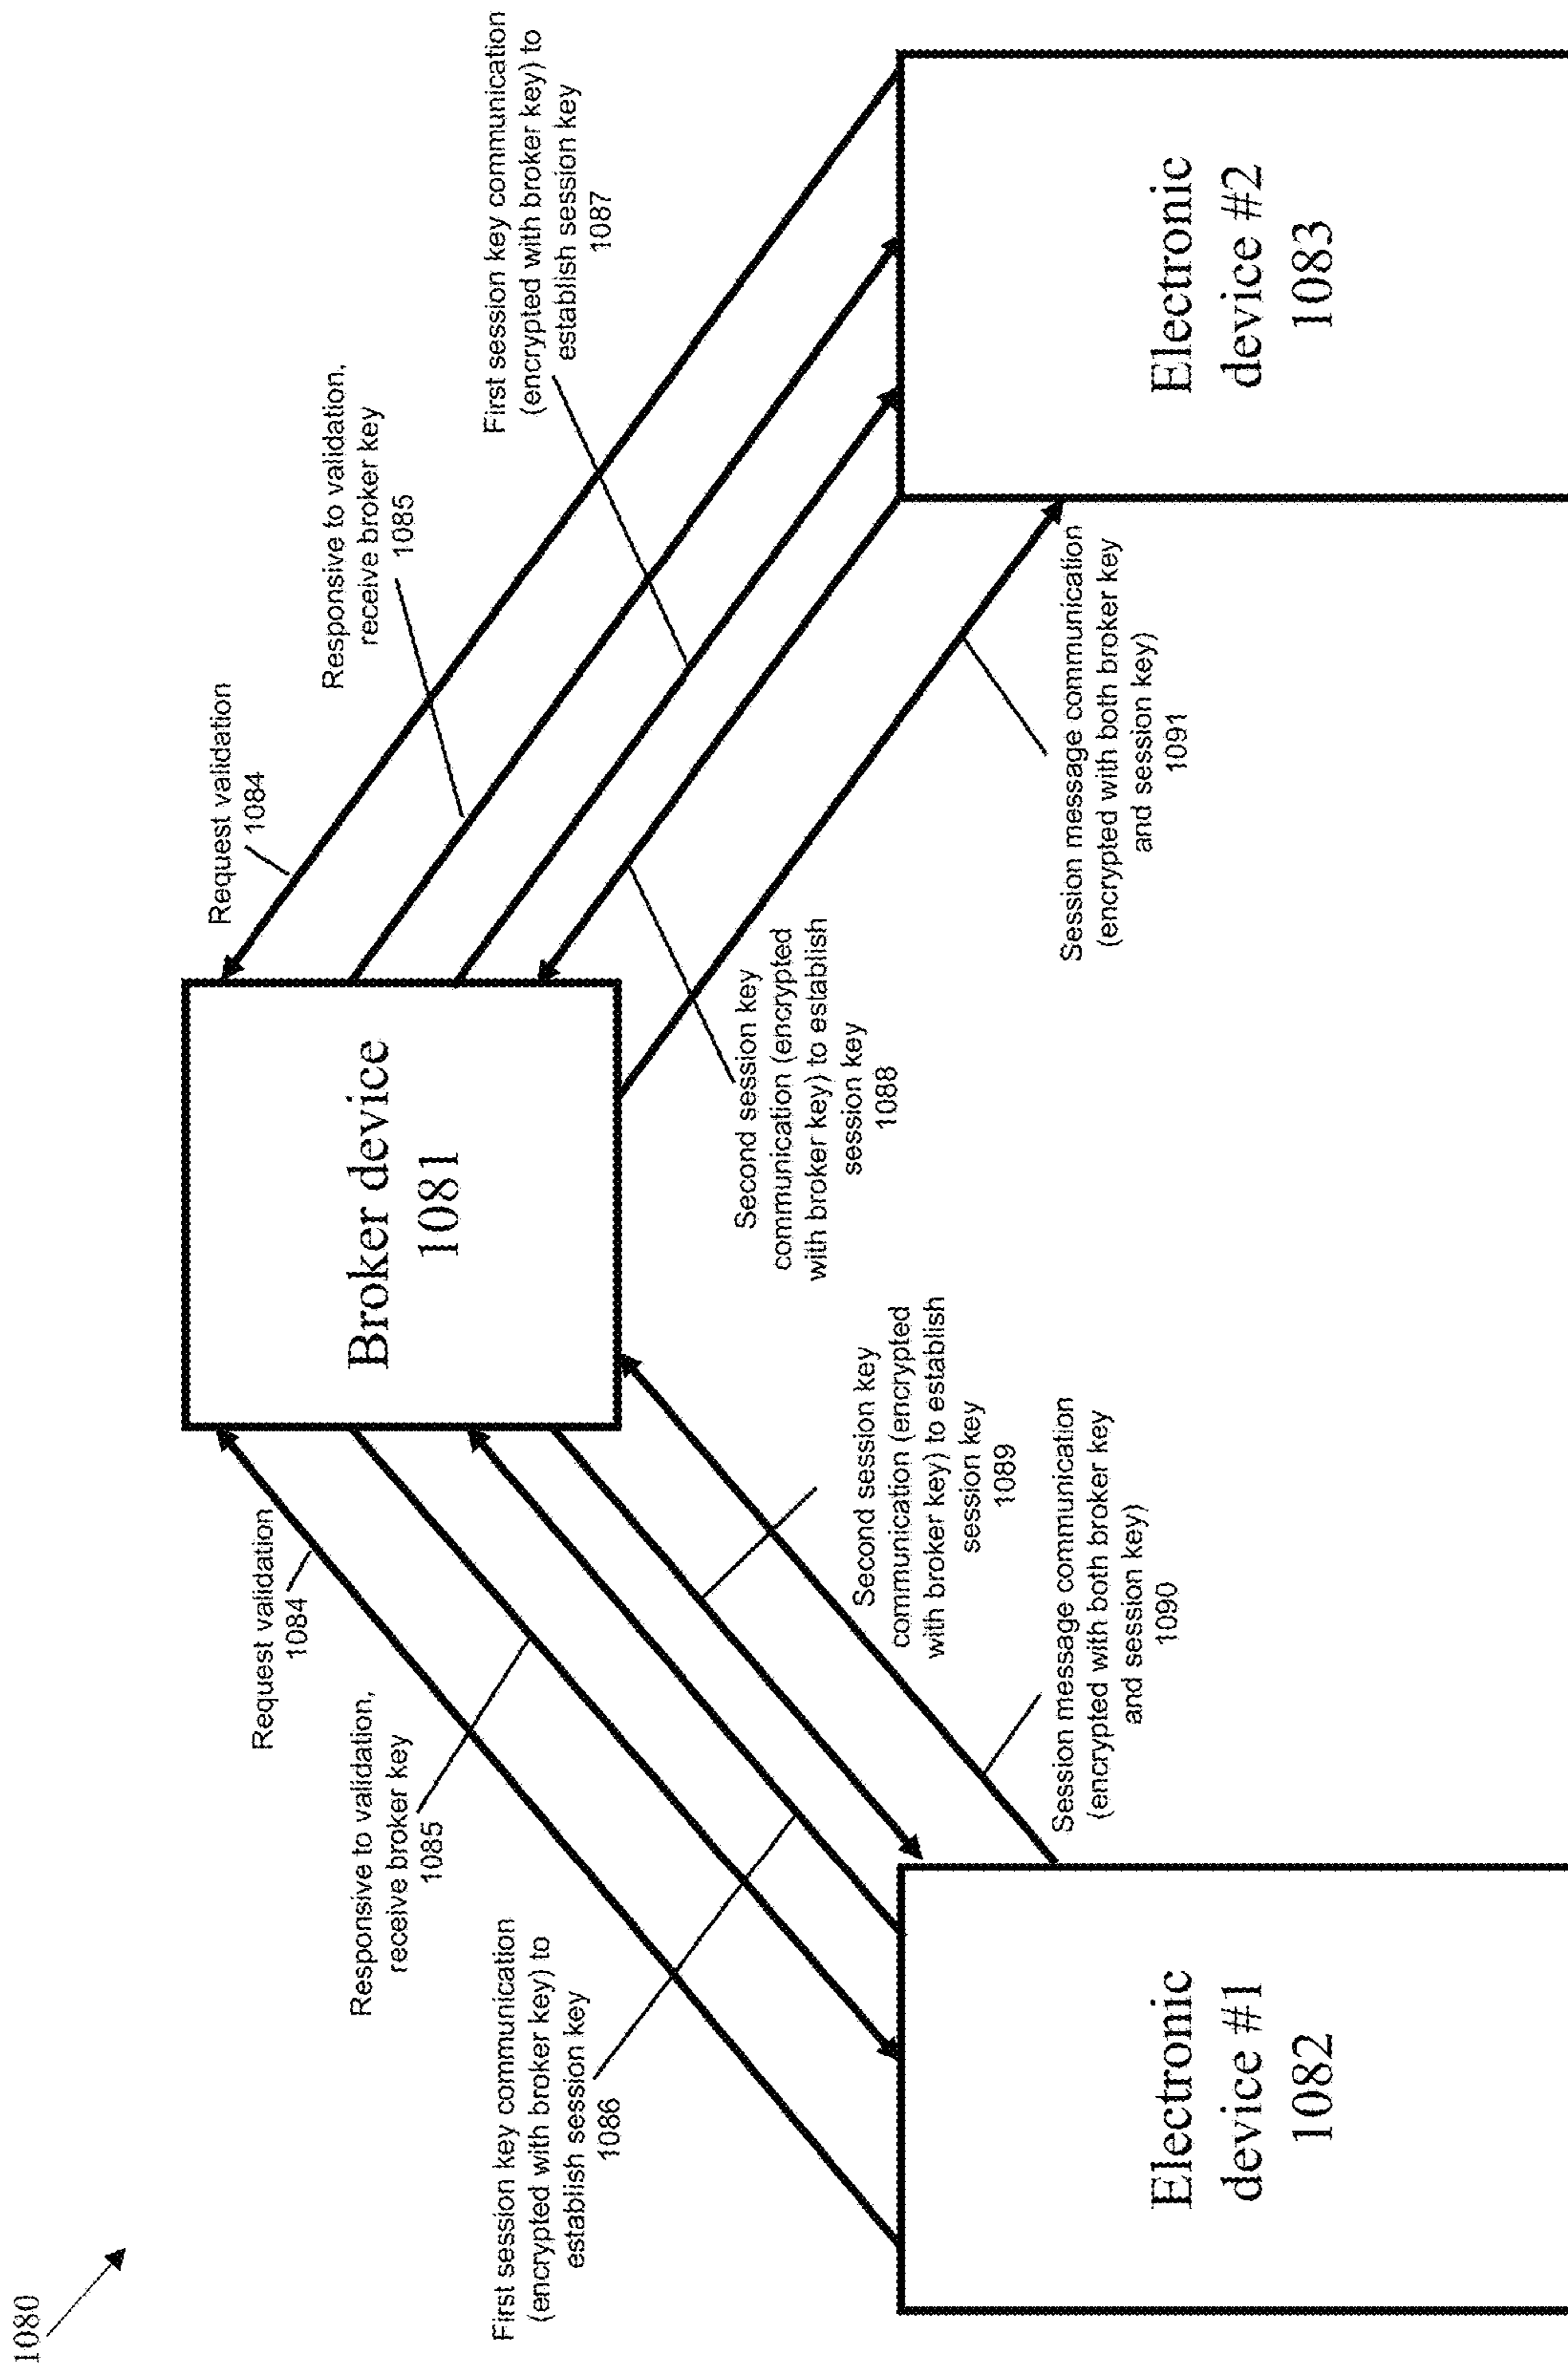 1080
Request validation
1084
Responsive to validation,
receive broker key
1085
First session key communication
(encrypted with broker key) to
establish session key
1086
Broker device
1081
Request validation
1084
Responsive to validation,
receive broker key
1085
First session key communication
(encrypted with broker key) to
establish session key
1087
Second session key
communication (encrypted
with broker key) to establish
session key
1089
Second session key
communication (encrypted
with broker key) to establish
session key
1088
Session message communication
(encrypted with both broker key
and session key)
1090
Session message communication
(encrypted with both broker key
and session key)
1091
Electronic
device #1
1082
Electronic
device #2
1083